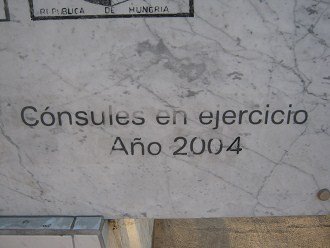 REPUBLICA DE HUNGRIA
Cónsules en ejercicio
Año 2004